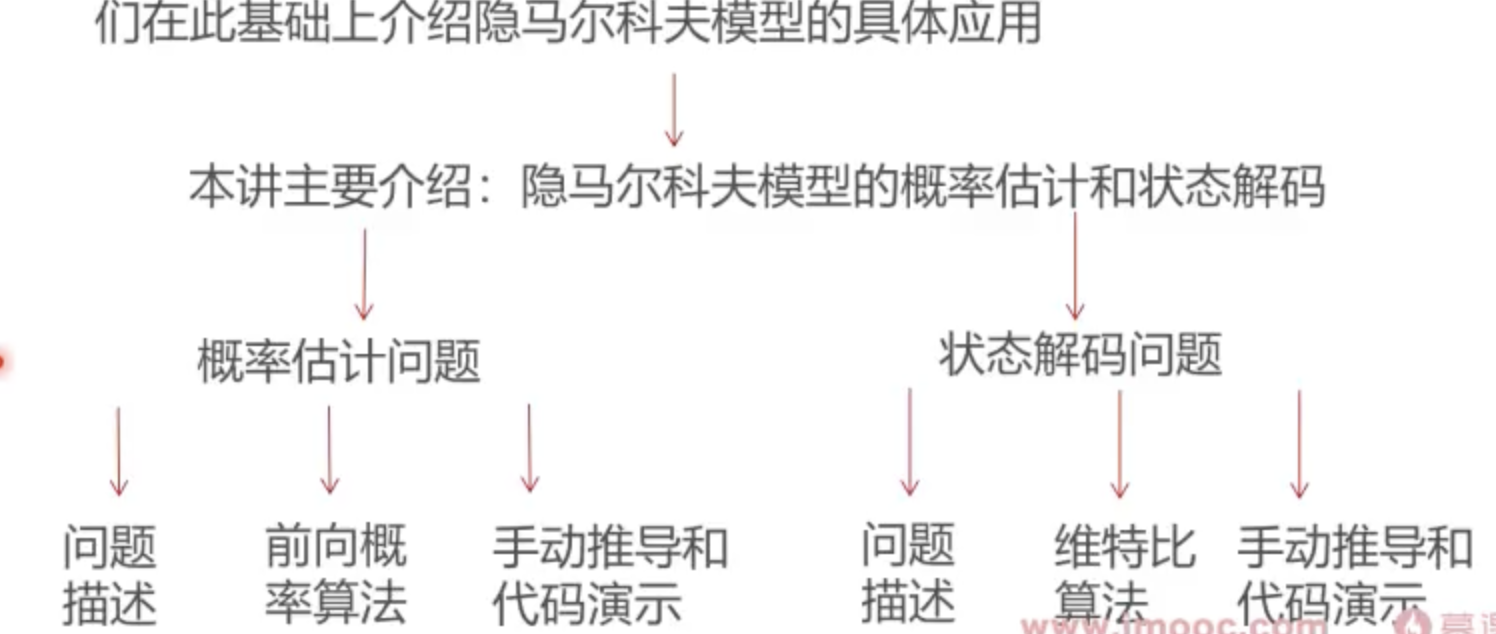 们在此基础上介绍隐马尔科夫模型的具体应用
本讲主要介绍：隐马尔科夫模型的概率估计和状态解码
概率估计问题
状态解码问题
问题
描述
前向概
率算法
手动推导和
代码演示
问题
描述
维特比
算法
手动推导和
代码演示
www.imooc.com
慕课